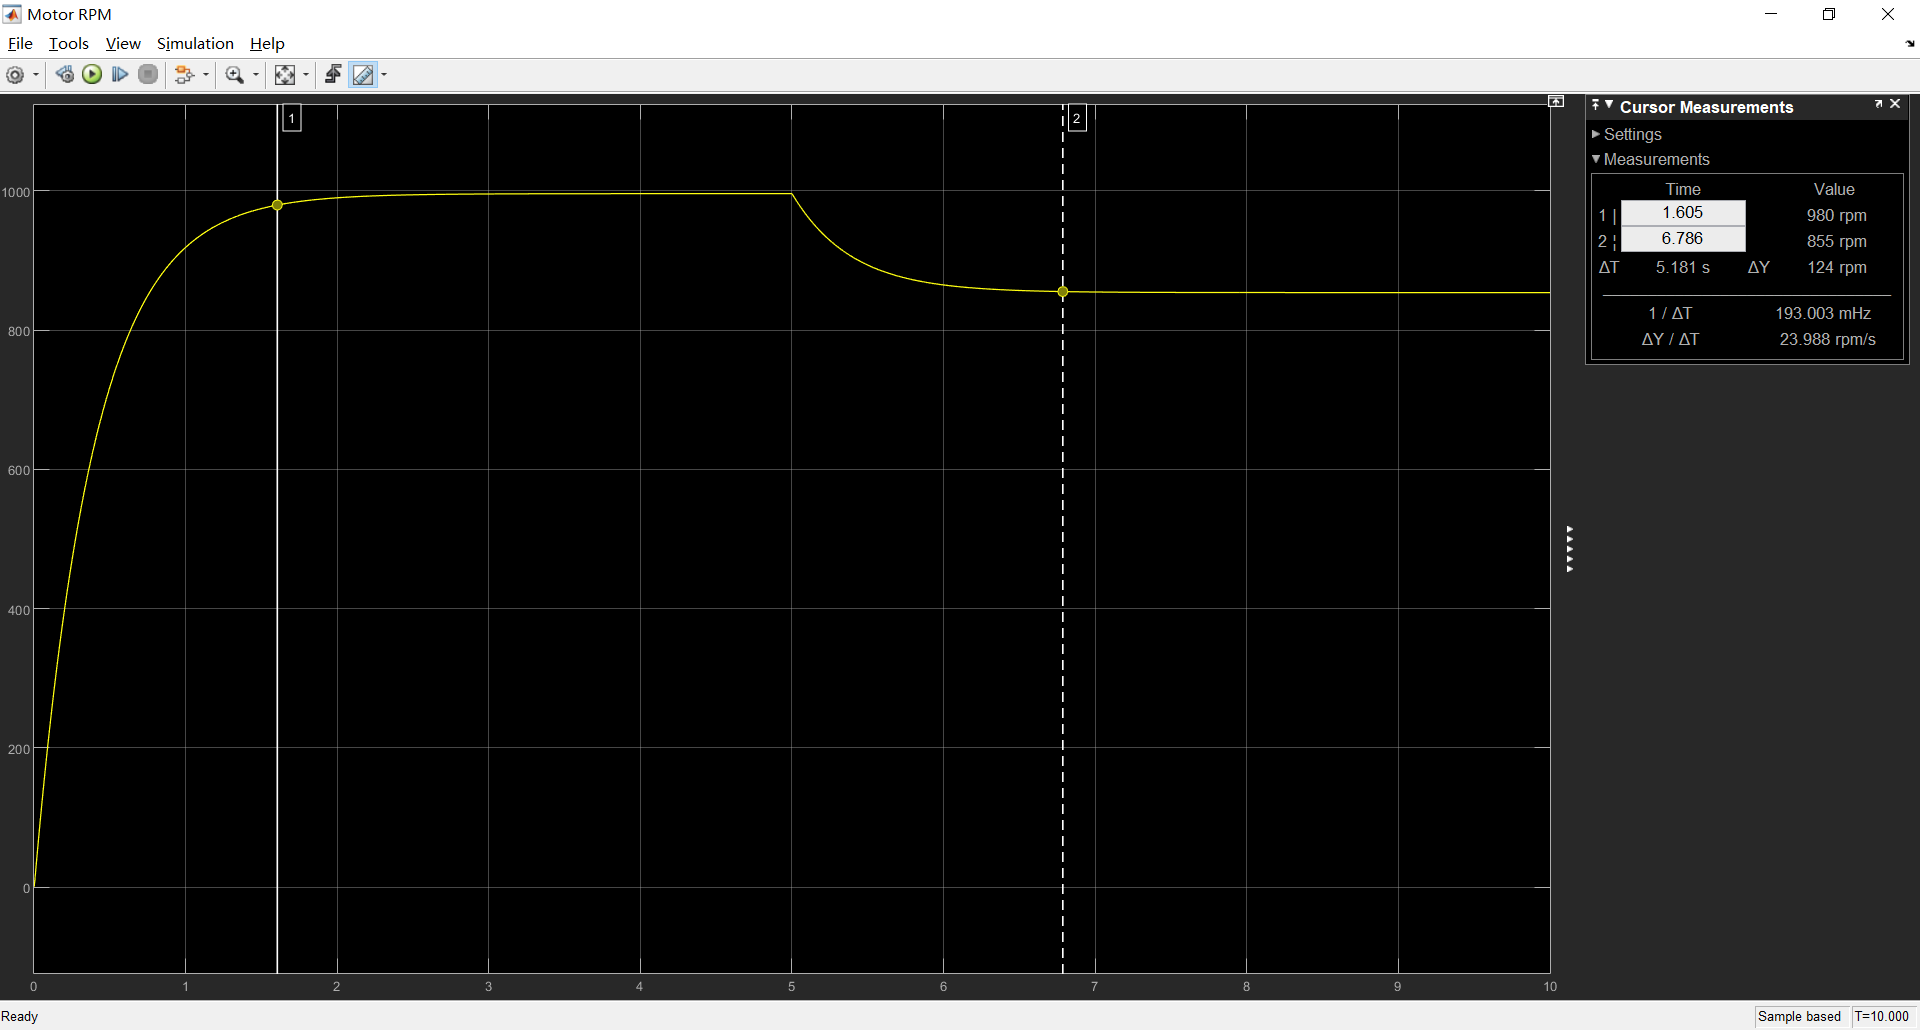 Motor RPM
File Tools View Simulation Help
1
2
1000
800
600
400
200
0
0 1 2 3 4 5 6 7 8 9 10
Cursor Measurements
Settings
Measurements
Time Value
1 | 1.605 980 rpm
2 ¦ 6.786 855 rpm
ΔT 5.181 s ΔY 124 rpm
1 / ΔT 193.003 mHz
ΔY / ΔT 23.988 rpm/s
Ready
Sample based T=10.000